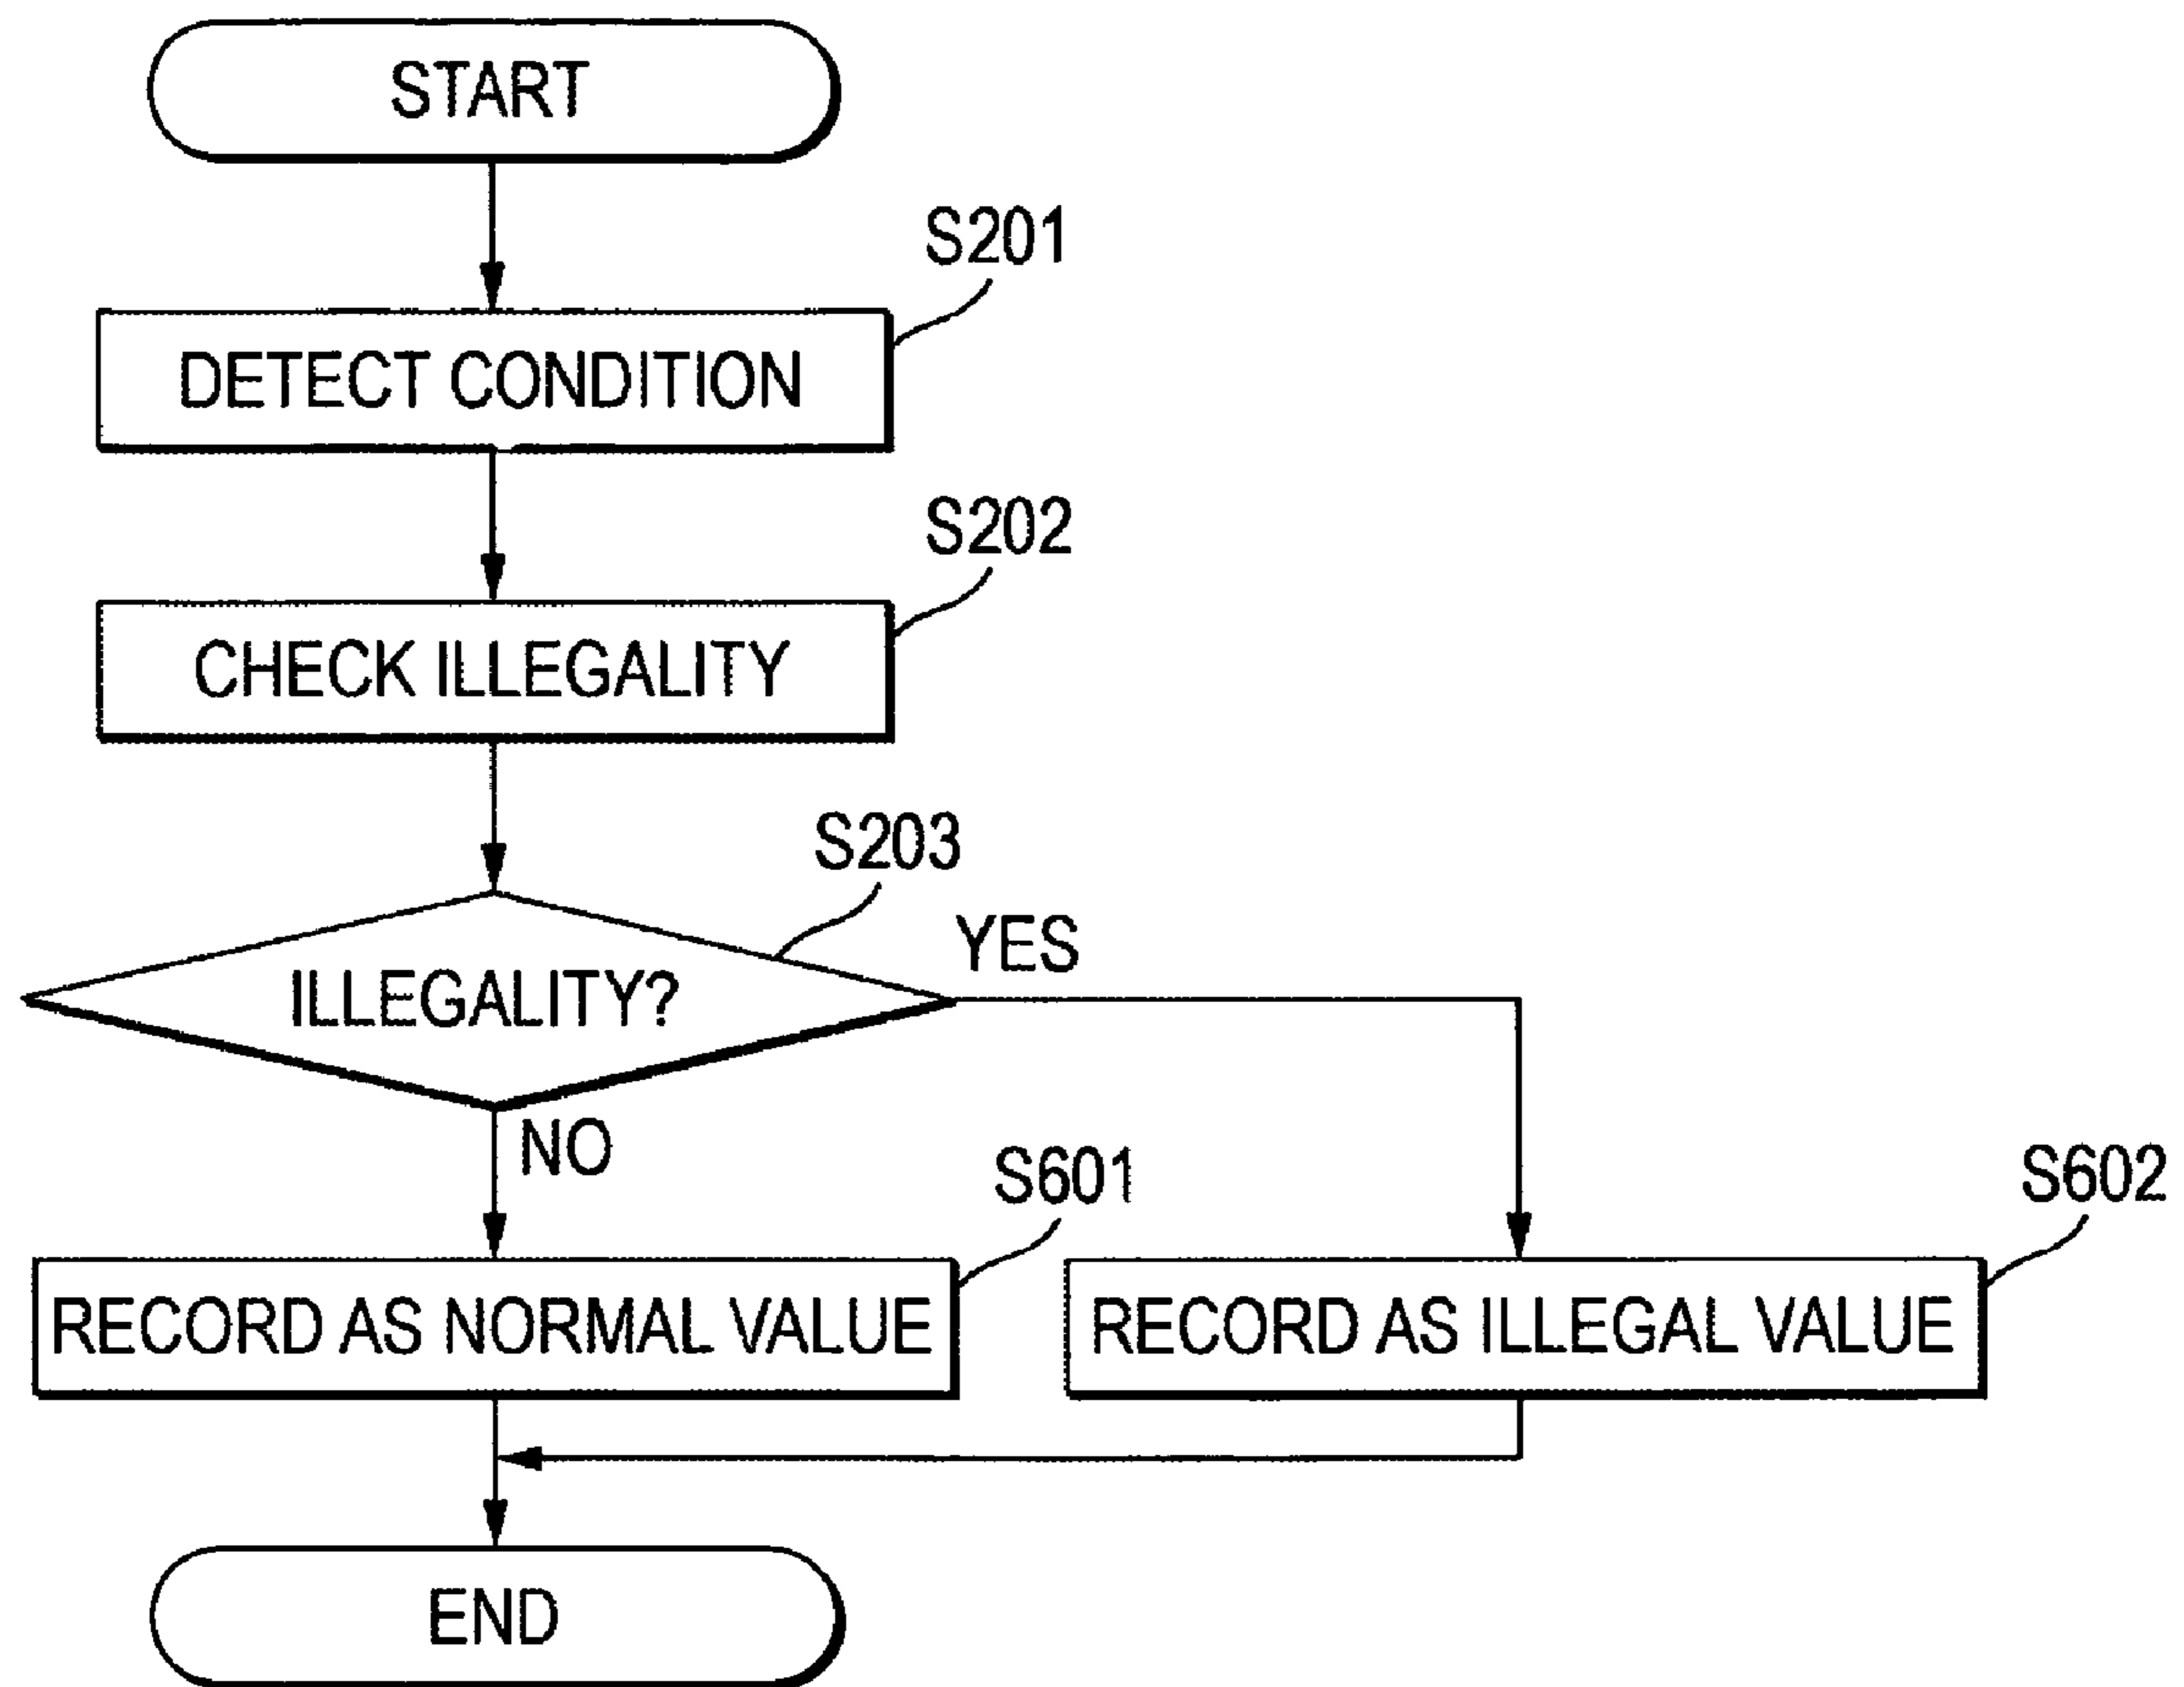 START
S201
DETECT CONDITION
S202
CHECK ILLEGALITY
S203
YES
ILLEGALITY?
NO
S601
S602
RECORD AS NORMAL VALUE
RECORD AS ILLEGAL VALUE
END